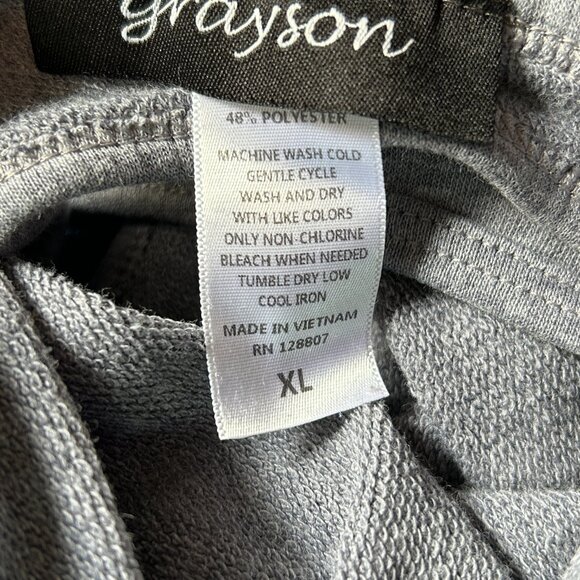 grayson
48% POLYESTER
MACHINE WASH COLD
GENTLE CYCLE
WASH AND DRY
WITH LIKE COLORS
ONLY NON-CHLORINE
BLEACH WHEN NEEDED
TUMBLE DRY LOW
COOL IRON
MADE IN VIETNAM
RN 128807
XL